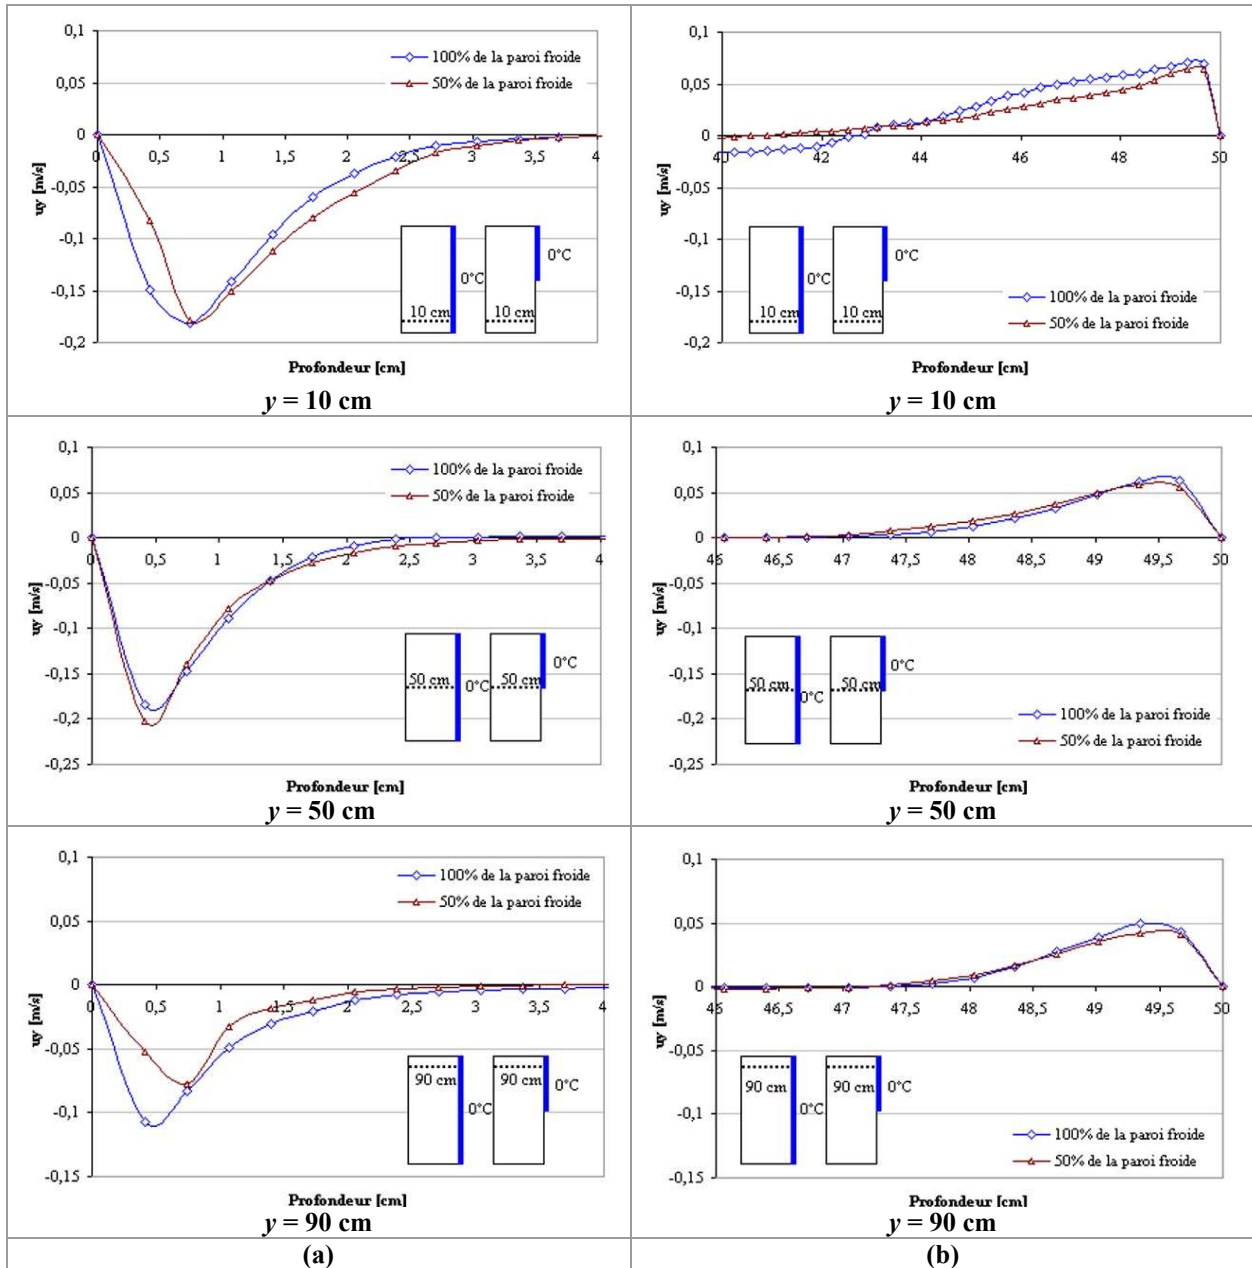 0,1
0,05
0
-0,05
-0,1
-0,15
-0,2
uy [m/s]
0 0,5 1 1,5 2 2,5 3 3,5 4
100% de la paroi froide
50% de la paroi froide
0°C
0°C
10 cm
10 cm
Profondeur [cm]
y = 10 cm
0,1
0,05
0
-0,05
-0,1
-0,15
-0,2
uy [m/s]
40 42 44 46 48 50
0°C
0°C
10 cm
10 cm
100% de la paroi froide
50% de la paroi froide
Profondeur [cm]
y = 10 cm
0,1
0,05
0
-0,05
-0,1
-0,15
-0,2
-0,25
uy [m/s]
0 0,5 1 1,5 2 2,5 3 3,5 4
100% de la paroi froide
50% de la paroi froide
0°C
50 cm
0°C
50 cm
Profondeur [cm]
y = 50 cm
0,1
0,05
0
-0,05
-0,1
-0,15
-0,2
-0,25
uy [m/s]
46,5 47 47,5 48 48,5 49 49,5 50
0°C
50 cm
0°C
50 cm
100% de la paroi froide
50% de la paroi froide
Profondeur [cm]
y = 50 cm
0,1
0,05
0
-0,05
-0,1
-0,15
uy [m/s]
0 0,5 1 1,5 2 2,5 3 3,5 4
100% de la paroi froide
50% de la paroi froide
90 cm
90 cm
0°C
0°C
Profondeur [cm]
y = 90 cm
0,1
0,05
0
-0,05
-0,1
-0,15
uy [m/s]
46,5 47 47,5 48 48,5 49 49,5 50
90 cm
90 cm
0°C
0°C
100% de la paroi froide
50% de la paroi froide
Profondeur [cm]
y = 90 cm
(a)
(b)